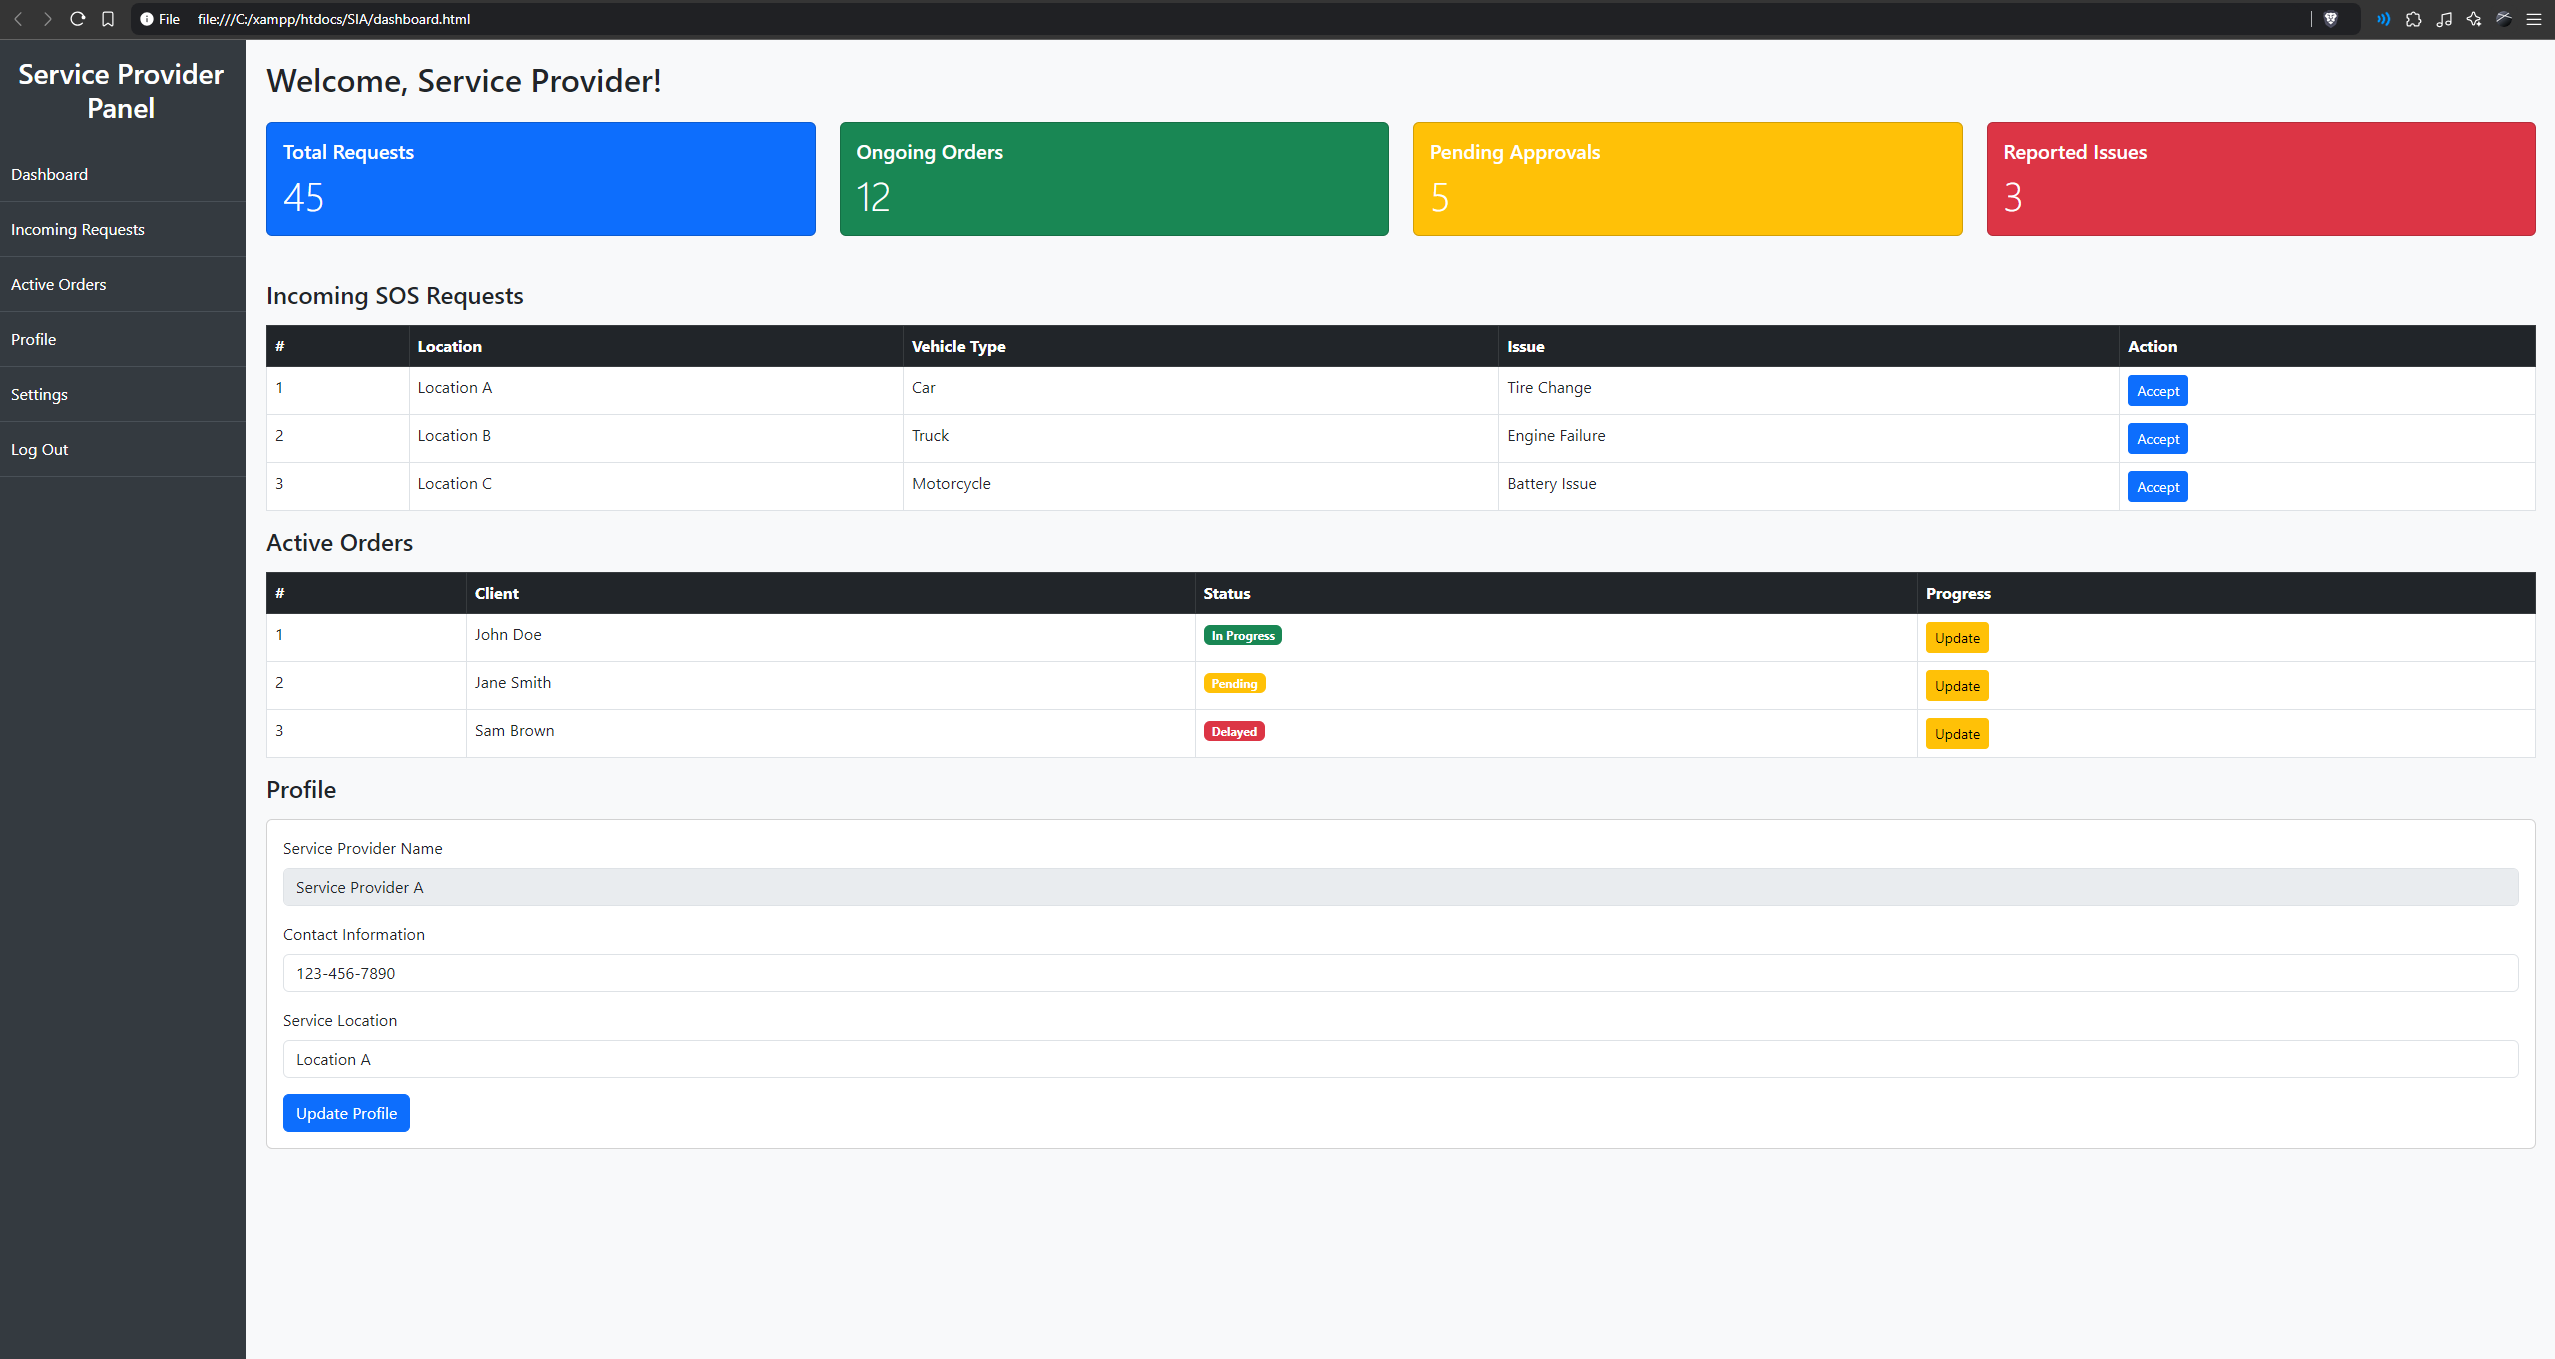 File file:///C:/xampp/htdocs/SIA/dashboard.html
Service Provider
Panel
Dashboard
Incoming Requests
Active Orders
Profile
Settings
Log Out
Welcome, Service Provider!
Total Requests
45
Ongoing Orders
12
Pending Approvals
5
Reported Issues
3
Incoming SOS Requests
# Location Vehicle Type Issue Action
1 Location A Car Tire Change Accept
2 Location B Truck Engine Failure Accept
3 Location C Motorcycle Battery Issue Accept
Active Orders
# Client Status Progress
1 John Doe In Progress Update
2 Jane Smith Pending Update
3 Sam Brown Delayed Update
Profile
Service Provider Name
Service Provider A
Contact Information
123-456-7890
Service Location
Location A
Update Profile